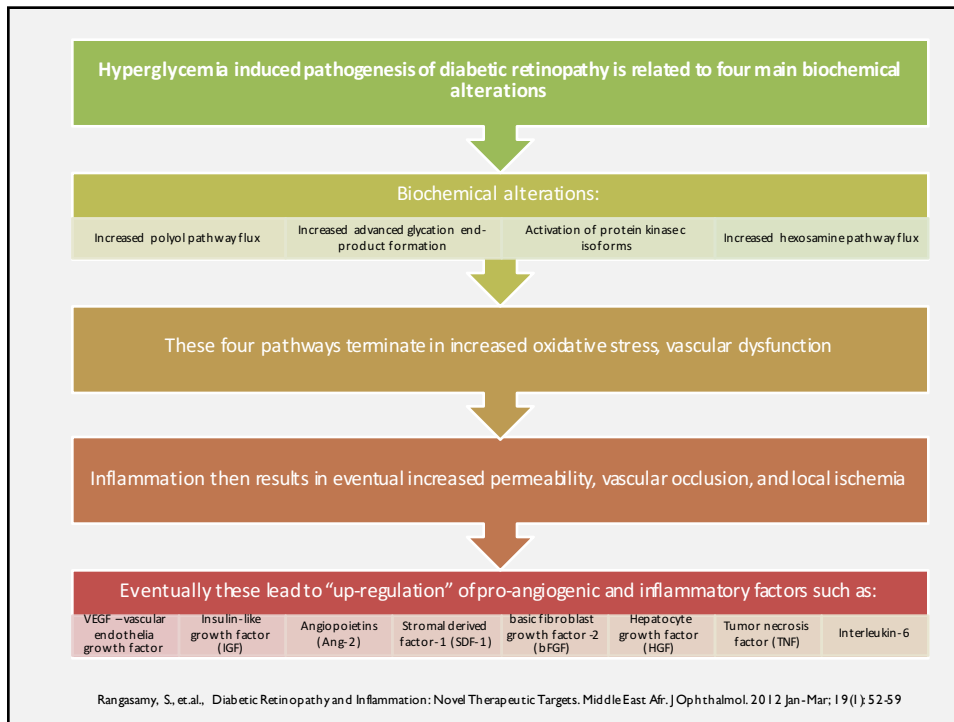 Hyperglycemia induced pathogenesis of diabetic retinopathy is related to four main biochemical
alterations
Biochemical alterations:
Increased polyol pathway flux
Increased advanced glycation end-
product formation
Activation of protein kinasec
isoforms
Increased hexosamine pathway flux
These four pathways terminate in increased oxidative stress, vascular dysfunction
Inflammation then results in eventual increased permeability, vascular occlusion, and local ischemia
Eventually these lead to “up-regulation” of pro-angiogenic and inflammatory factors such as:
VEGF – vascular
endothelia
growth factor
Insulin-like
growth factor
(IGF)
Angiopoietins
(Ang-2)
Stromal derived
factor-1 (SDF-1)
basic fibroblast
growth factor -2
(bFGF)
Hepatocyte
growth factor
(HGF)
Tumor necrosis
factor (TNF)
Interleukin-6
Rangasamy, S., et.al., Diabetic Retinopathy and Inflammation: Novel Therapeutic Targets. Middle East Afr. J Ophthalmol. 2012 Jan-Mar; 19(1): 52-59